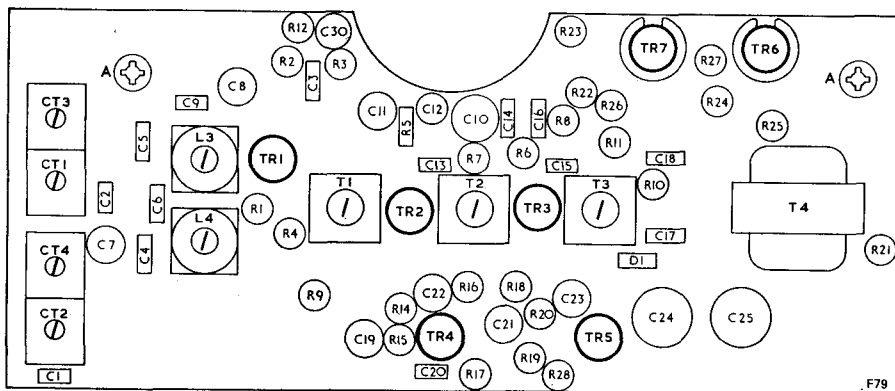 R12
C30
R23
TR7
TR6
R2
R3
R27
A
C3
A
C8
C9
R22
R26
R24
CT3
C11
R5
C12
C10
C14
C16
R8
R25
C5
L3
TR1
R11
CT1
C13
R7
R6
C15
C18
C2
C6
T1
T2
T3
R10
R1
TR2
TR3
T4
L4
R4
C7
C4
C17
R21
CT4
D1
R9
C22
R16
R18
C23
CT2
R14
R20
C24
C25
C21
C19
R15
TR4
TR5
C1
C20
R17
R19
R28
F79